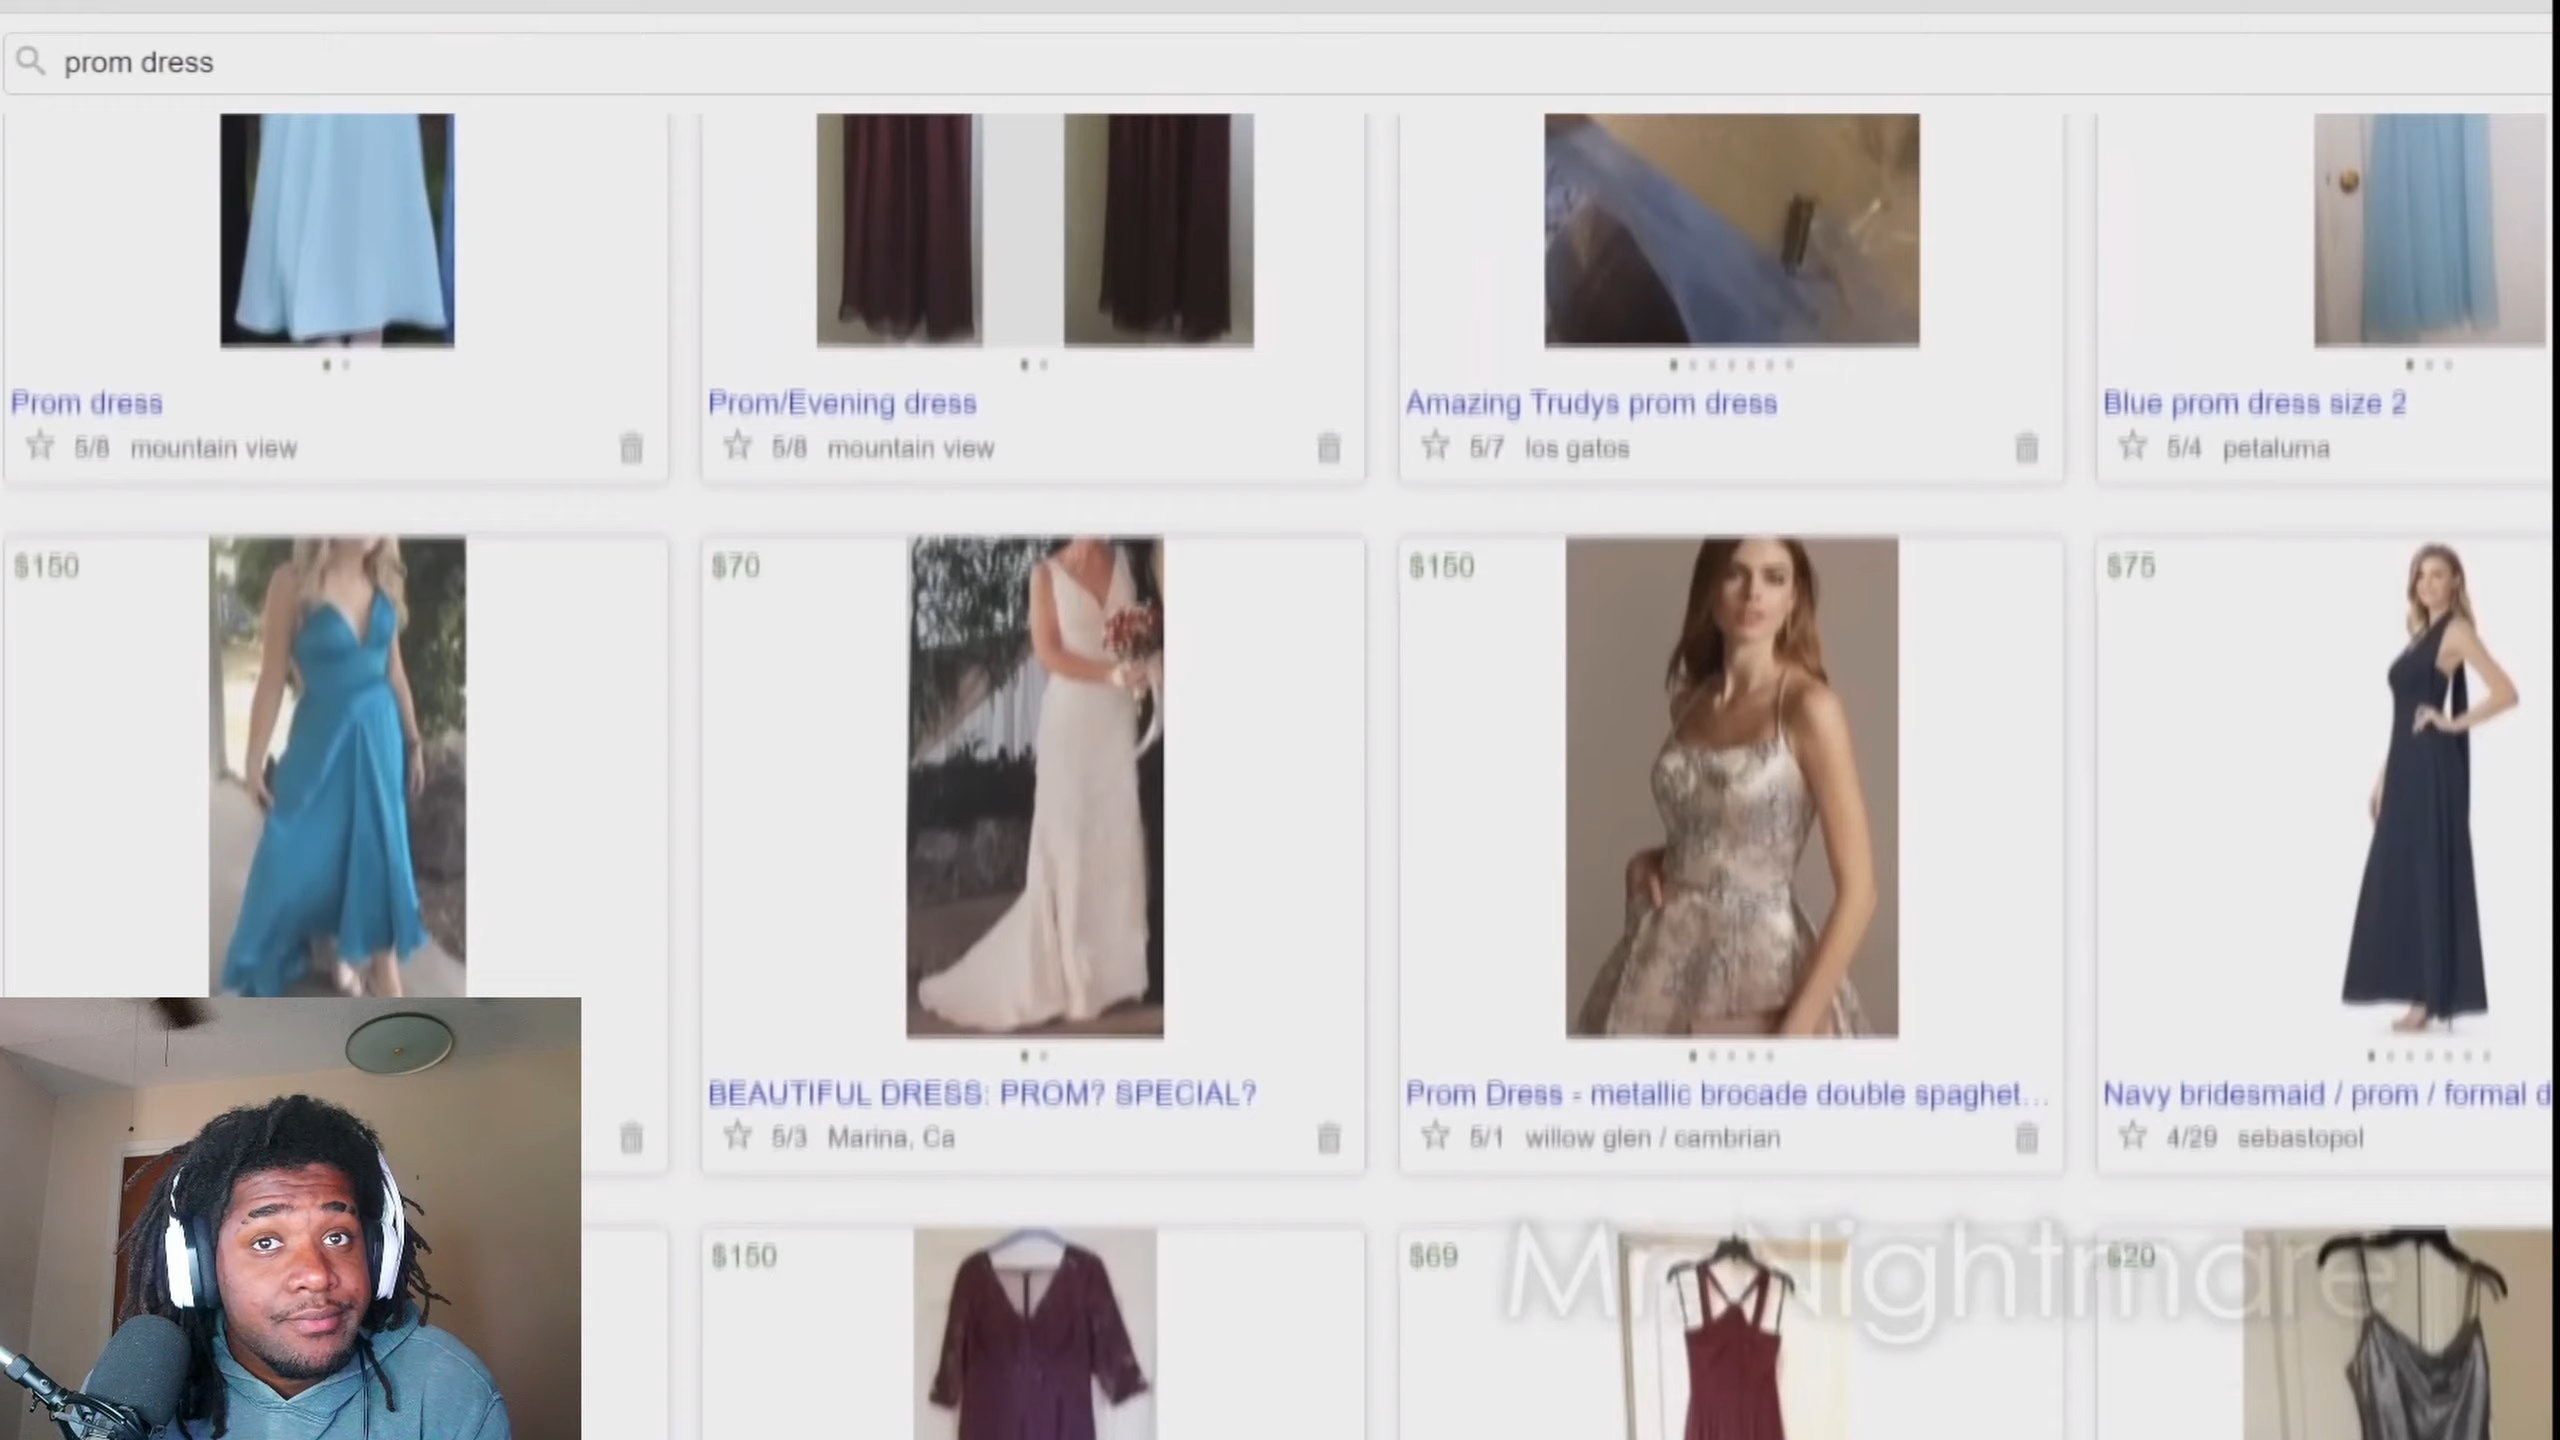 prom dress
Prom dress
5/8 mountain view
Prom/Evening dress
5/8 mountain view
Amazing Trudys prom dress
5/7 los gatos
Blue prom dress size 2
5/4 petaluma
$150
$70
$150
$75
BEAUTIFUL DRESS: PROM? SPECIAL?
5/3 Marina, Ca
Prom Dress - metallic brocade double spaghet...
5/1 willow glen / cambrian
Navy bridesmaid / prom / formal d
4/29 sebastopol
$150
$69
$20
Mr. Nightmare